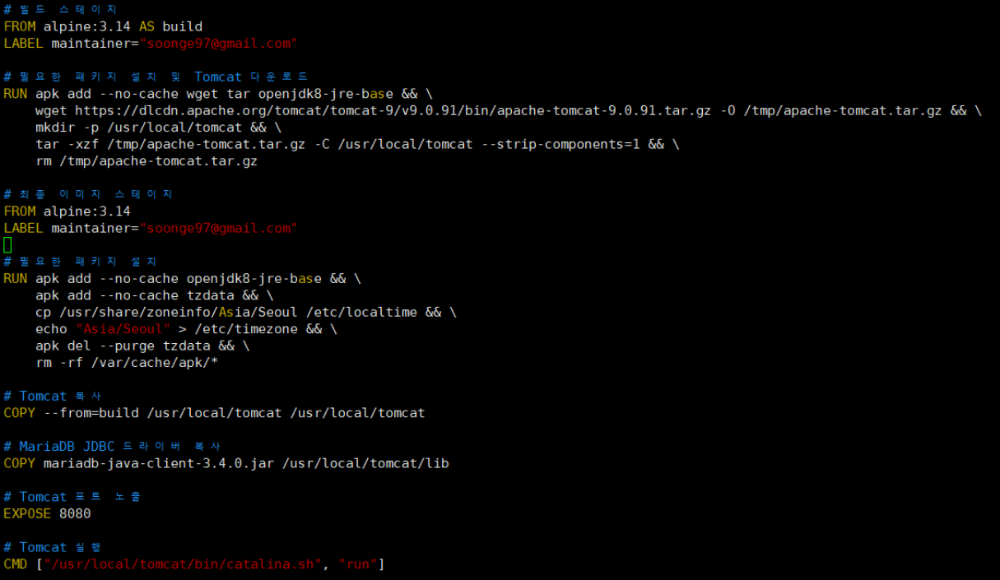 # 빌드 스테이지
FROM alpine:3.14 AS build
LABEL maintainer="soonge97@gmail.com"
# 필요한 패키지 설치 및 Tomcat 다운로드
RUN apk add --no-cache wget tar openjdk8-jre-base && \
    wget https://dlcdn.apache.org/tomcat/tomcat-9/v9.0.91/bin/apache-tomcat-9.0.91.tar.gz -O /tmp/apache-tomcat.tar.gz && \
    mkdir -p /usr/local/tomcat && \
    tar -xzf /tmp/apache-tomcat.tar.gz -C /usr/local/tomcat --strip-components=1 && \
    rm /tmp/apache-tomcat.tar.gz
# 최종 이미지 스테이지
FROM alpine:3.14
LABEL maintainer="soonge97@gmail.com"
# 필요한 패키지 설치
RUN apk add --no-cache openjdk8-jre-base && \
    apk add --no-cache tzdata && \
    cp /usr/share/zoneinfo/Asia/Seoul /etc/localtime && \
    echo "Asia/Seoul" > /etc/timezone && \
    apk del --purge tzdata && \
    rm -rf /var/cache/apk/*
# Tomcat 복사
COPY --from=build /usr/local/tomcat /usr/local/tomcat
# MariaDB JDBC 드라이버 복사
COPY mariadb-java-client-3.4.0.jar /usr/local/tomcat/lib
# Tomcat 포트 노출
EXPOSE 8080
# Tomcat 실행
CMD ["/usr/local/tomcat/bin/catalina.sh", "run"]